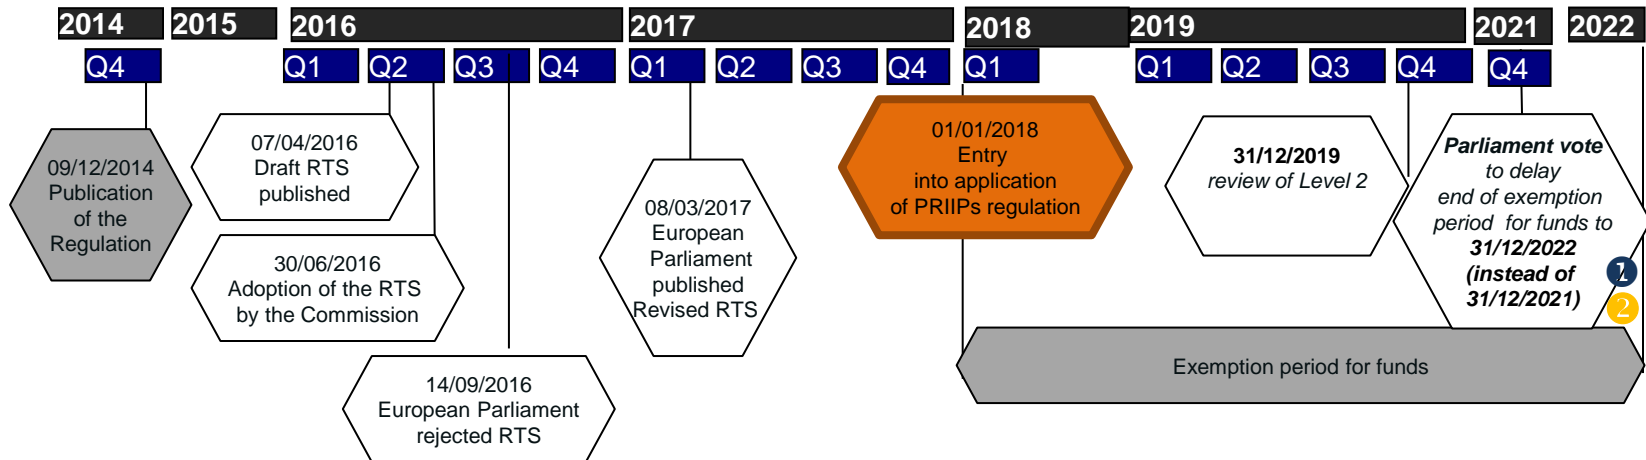 2014 2015 2016 2017 2018 2019 2021 2022
Q4 Q1 Q2 Q3 Q4 Q1 Q2 Q3 Q4 Q1 Q1 Q2 Q3 Q4 Q4
09/12/2014
Publication
of the
Regulation
07/04/2016
Draft RTS
published
30/06/2016
Adoption of the RTS
by the Commission
14/09/2016
European Parliament
rejected RTS
08/03/2017
European
Parliament
published
Revised RTS
01/01/2018
Entry
into application
of PRIIPs regulation
31/12/2019
review of Level 2
Parliament vote
to delay
end of exemption
period for funds to
31/12/2022
(instead of
31/12/2021)
1
2
Exemption period for funds